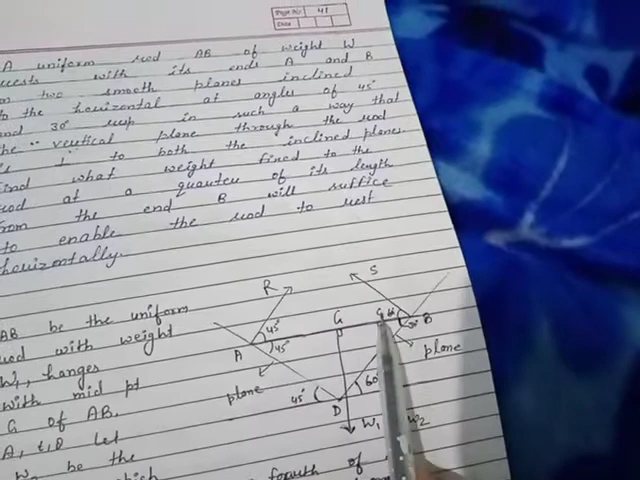 Page No: 41
Date
A uniform rod AB of weight W
rests with its ends A and B
on two smooth planes inclined
to the horizontal at angles of 45°
and 30° resp in such a way that
the vertical plane through the rod
is ⊥ to both the inclined planes.
Find what weight fixed to the
rod at a quarter of its length
from the end B will suffice
to enable the rod to rest
horizontally.
R
S
G
B
45°
A
45°
plane
plane
45°
60°
D
W1
W2
AB be the uniform
rod with weight
W1, hanges
with mid pt
G of AB.
Let
be the
which
fourth of